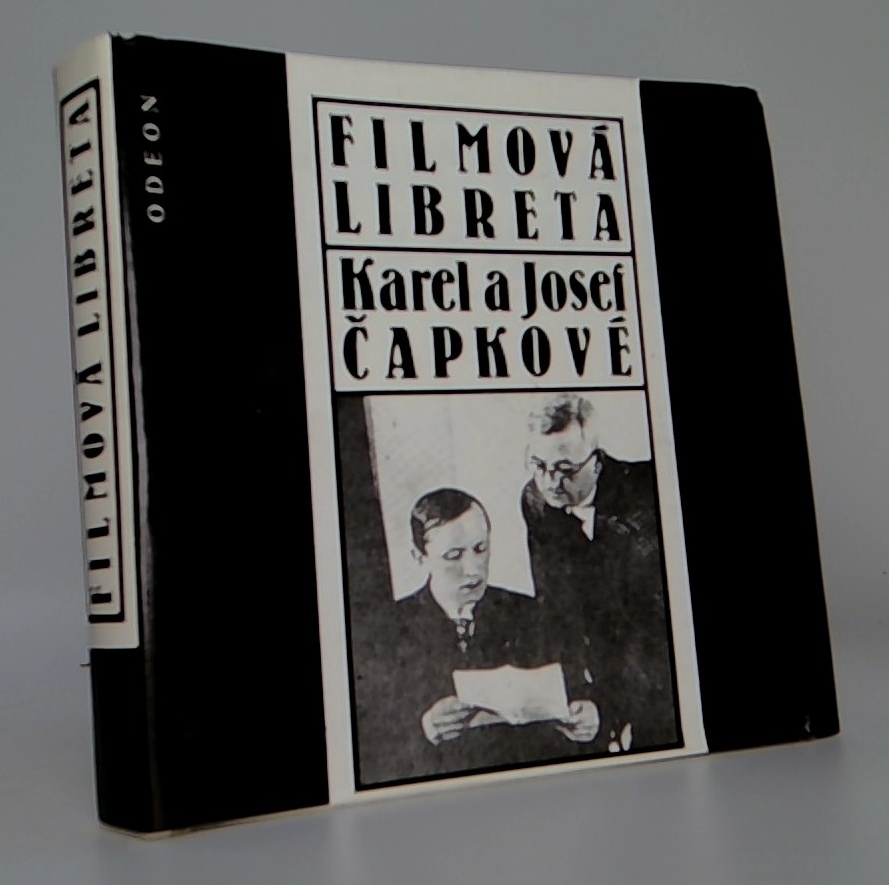 FILMOVÁ LIBRETA
ODEON
FILMOVÁ
LIBRETA
Karel a Josef
ČAPKOVÉ